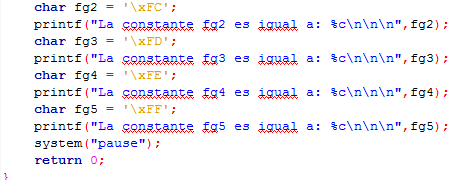 char fg2 = '\xFC';
printf("La constante fg2 es igual a: %c\n\n\n",fg2);
char fg3 = '\xFD';
printf("La constante fg3 es igual a: %c\n\n\n",fg3);
char fg4 = '\xFE';
printf("La constante fg4 es igual a: %c\n\n\n",fg4);
char fg5 = '\xFF';
printf("La constante fg5 es igual a: %c\n\n\n",fg5);
system("pause");
return 0;
}